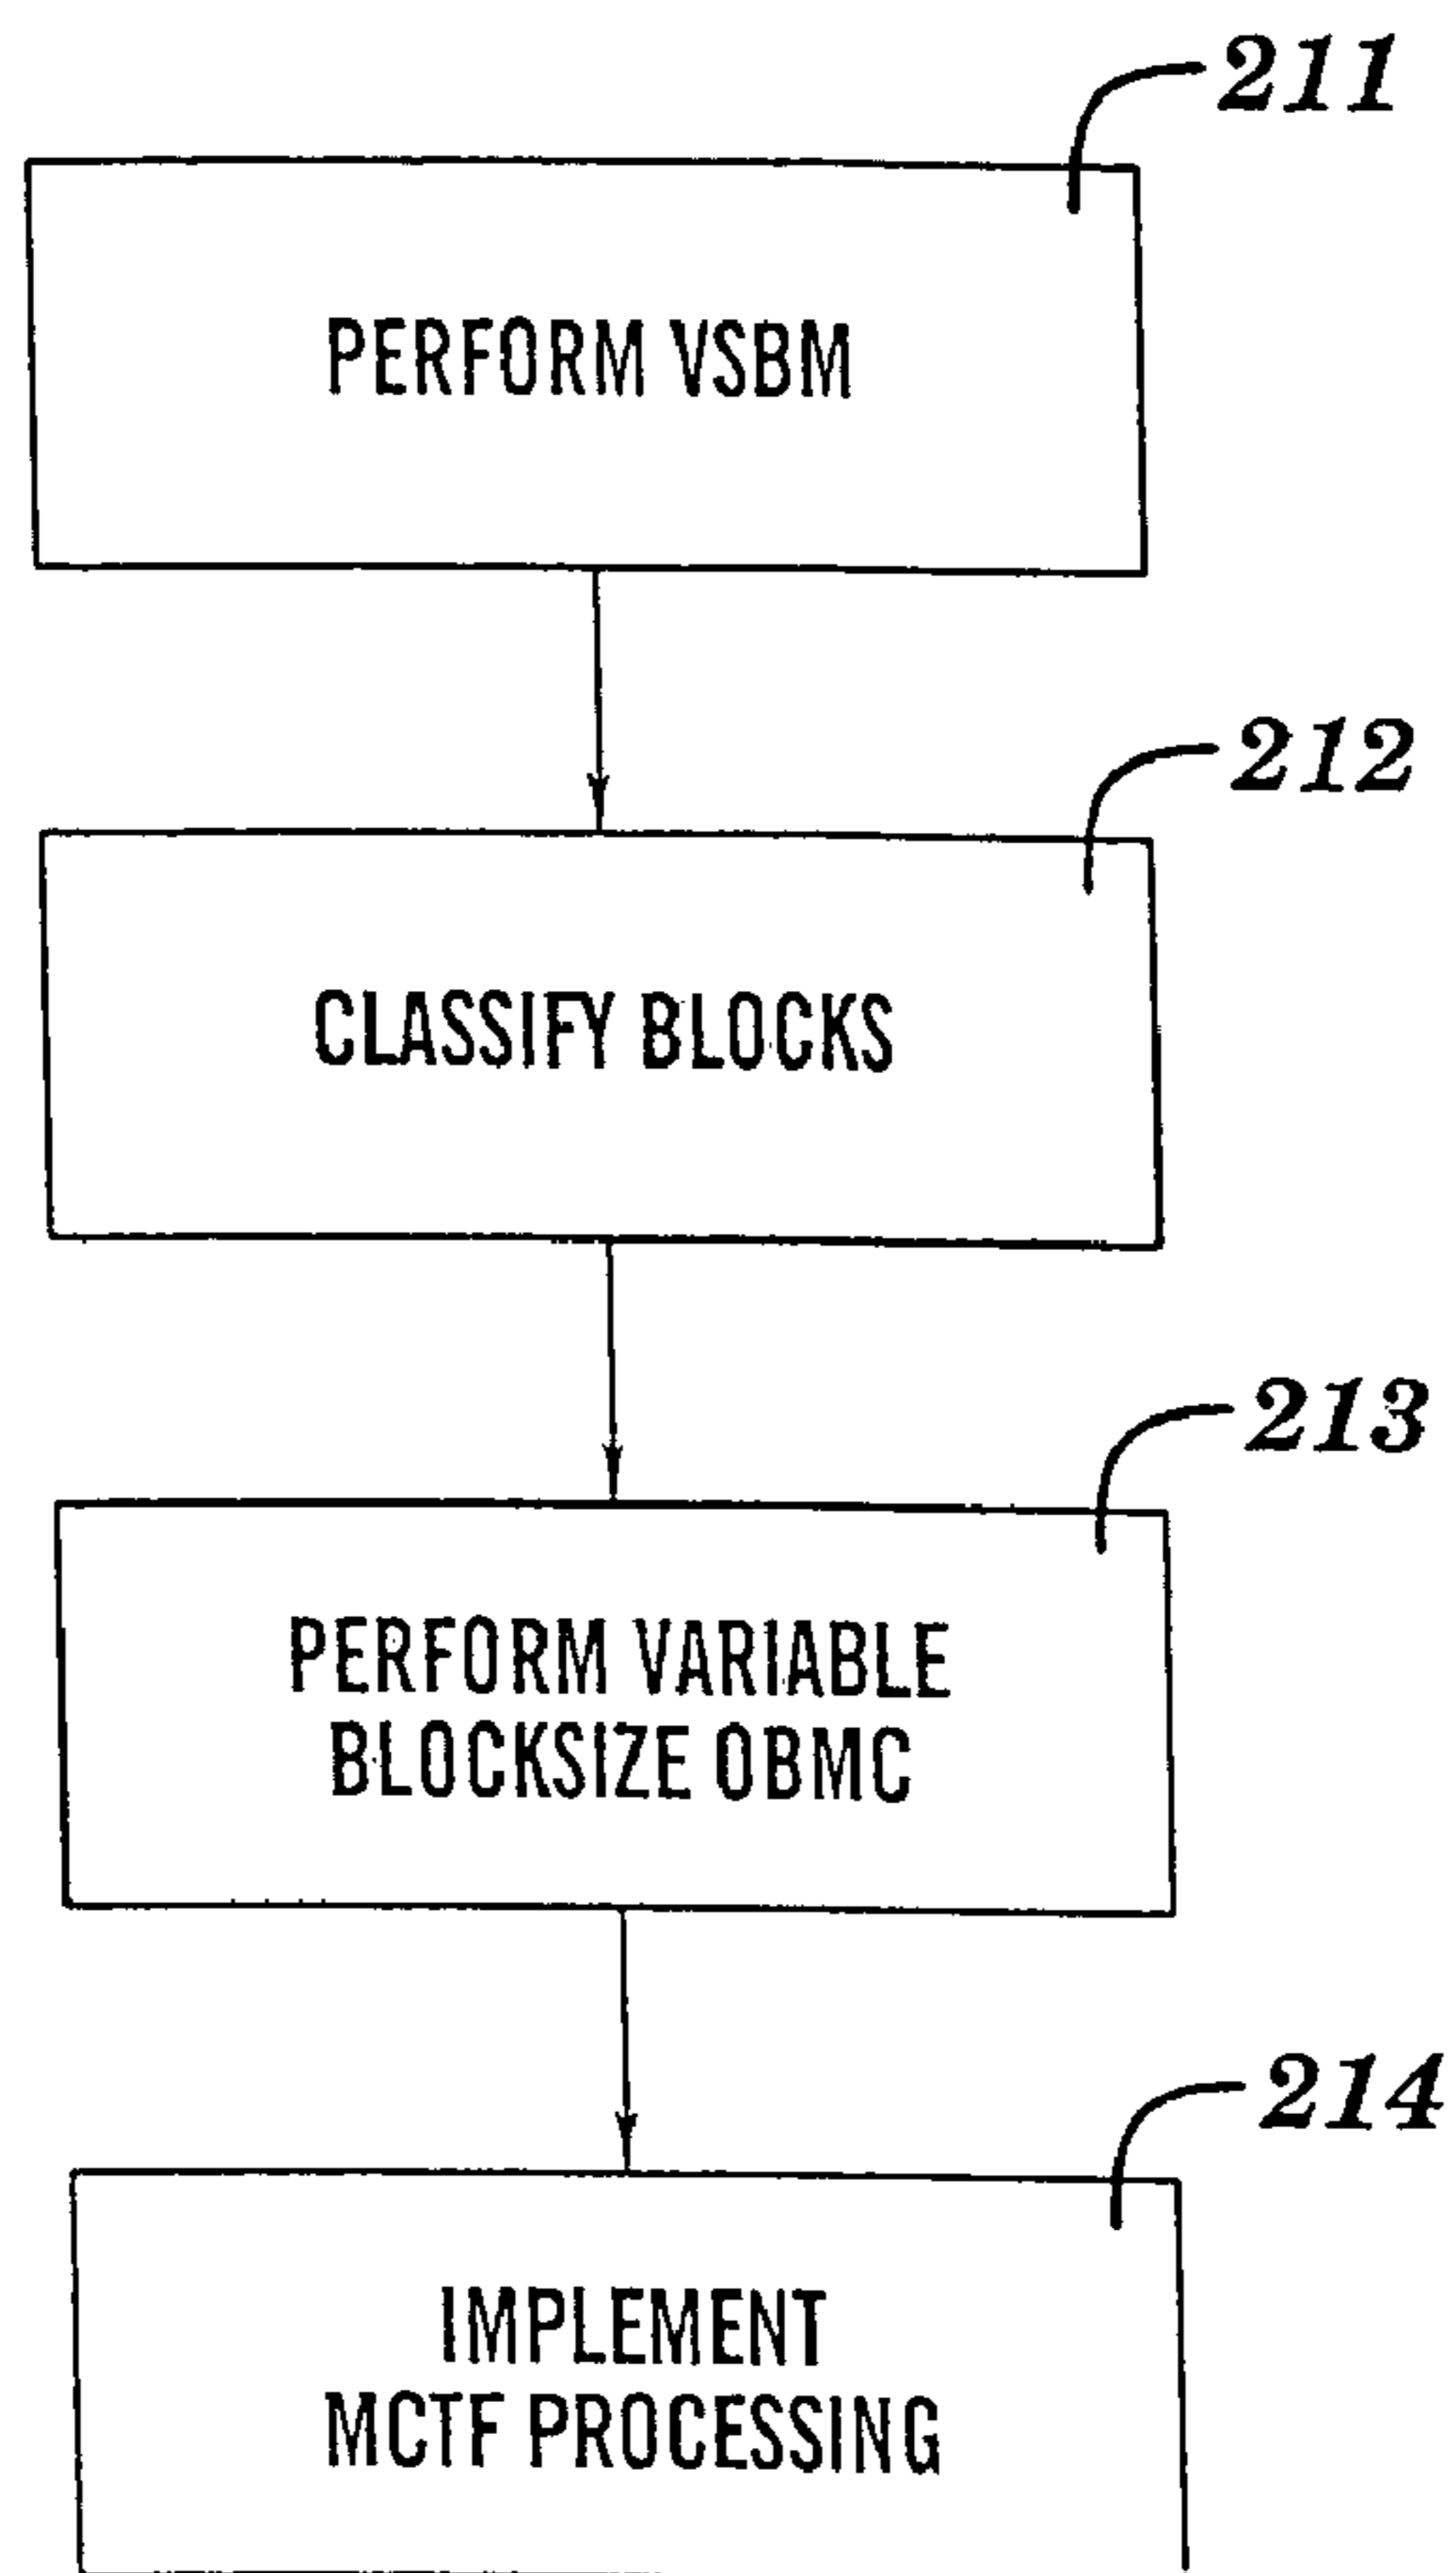 211
PERFORM VSBM
212
CLASSIFY BLOCKS
213
PERFORM VARIABLE
BLOCKSIZE OBMC
214
IMPLEMENT
MCTF PROCESSING